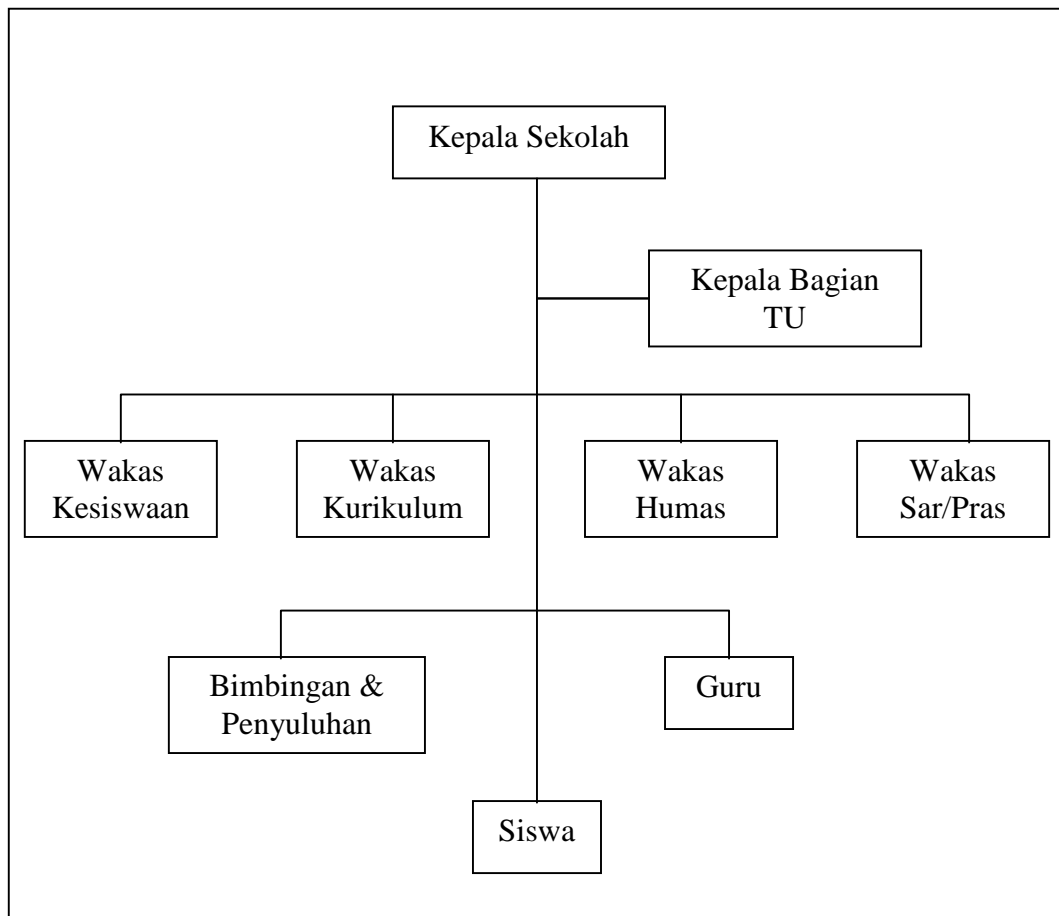 Kepala Sekolah
Kepala Bagian
TU
Wakas
Kesiswaan
Wakas
Kurikulum
Wakas
Humas
Wakas
Sar/Pras
Bimbingan &
Penyuluhan
Guru
Siswa